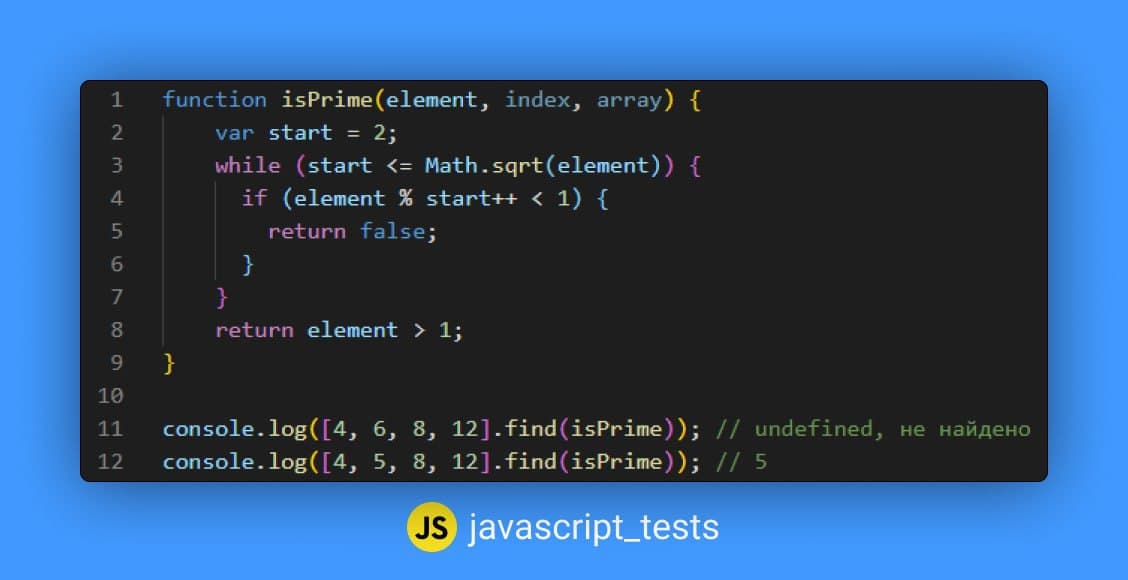 1 function isPrime(element, index, array) {
2 var start = 2;
3 while (start <= Math.sqrt(element)) {
4 if (element % start++ < 1) {
5 return false;
6 }
7 }
8 return element > 1;
9 }
10
11 console.log([4, 6, 8, 12].find(isPrime)); // undefined, не найдено
12 console.log([4, 5, 8, 12].find(isPrime)); // 5
JS javascript_tests